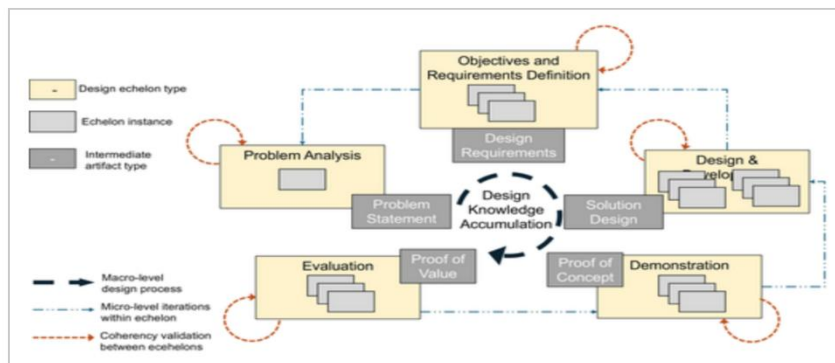 Objectives and
Requirements Definition
- Design echelon type
Echelon instance
- Intermediate
artifact type
Design
Requirements
Problem Analysis
Design &
Problem
Statement
Design
Knowledge
Accumulation
Solution
Design
Evaluation
Proof of
Value
Proof of
Concept
Demonstration
Macro-level
design process
Micro-level iterations
within echelon
Coherency validation
between ecehelons